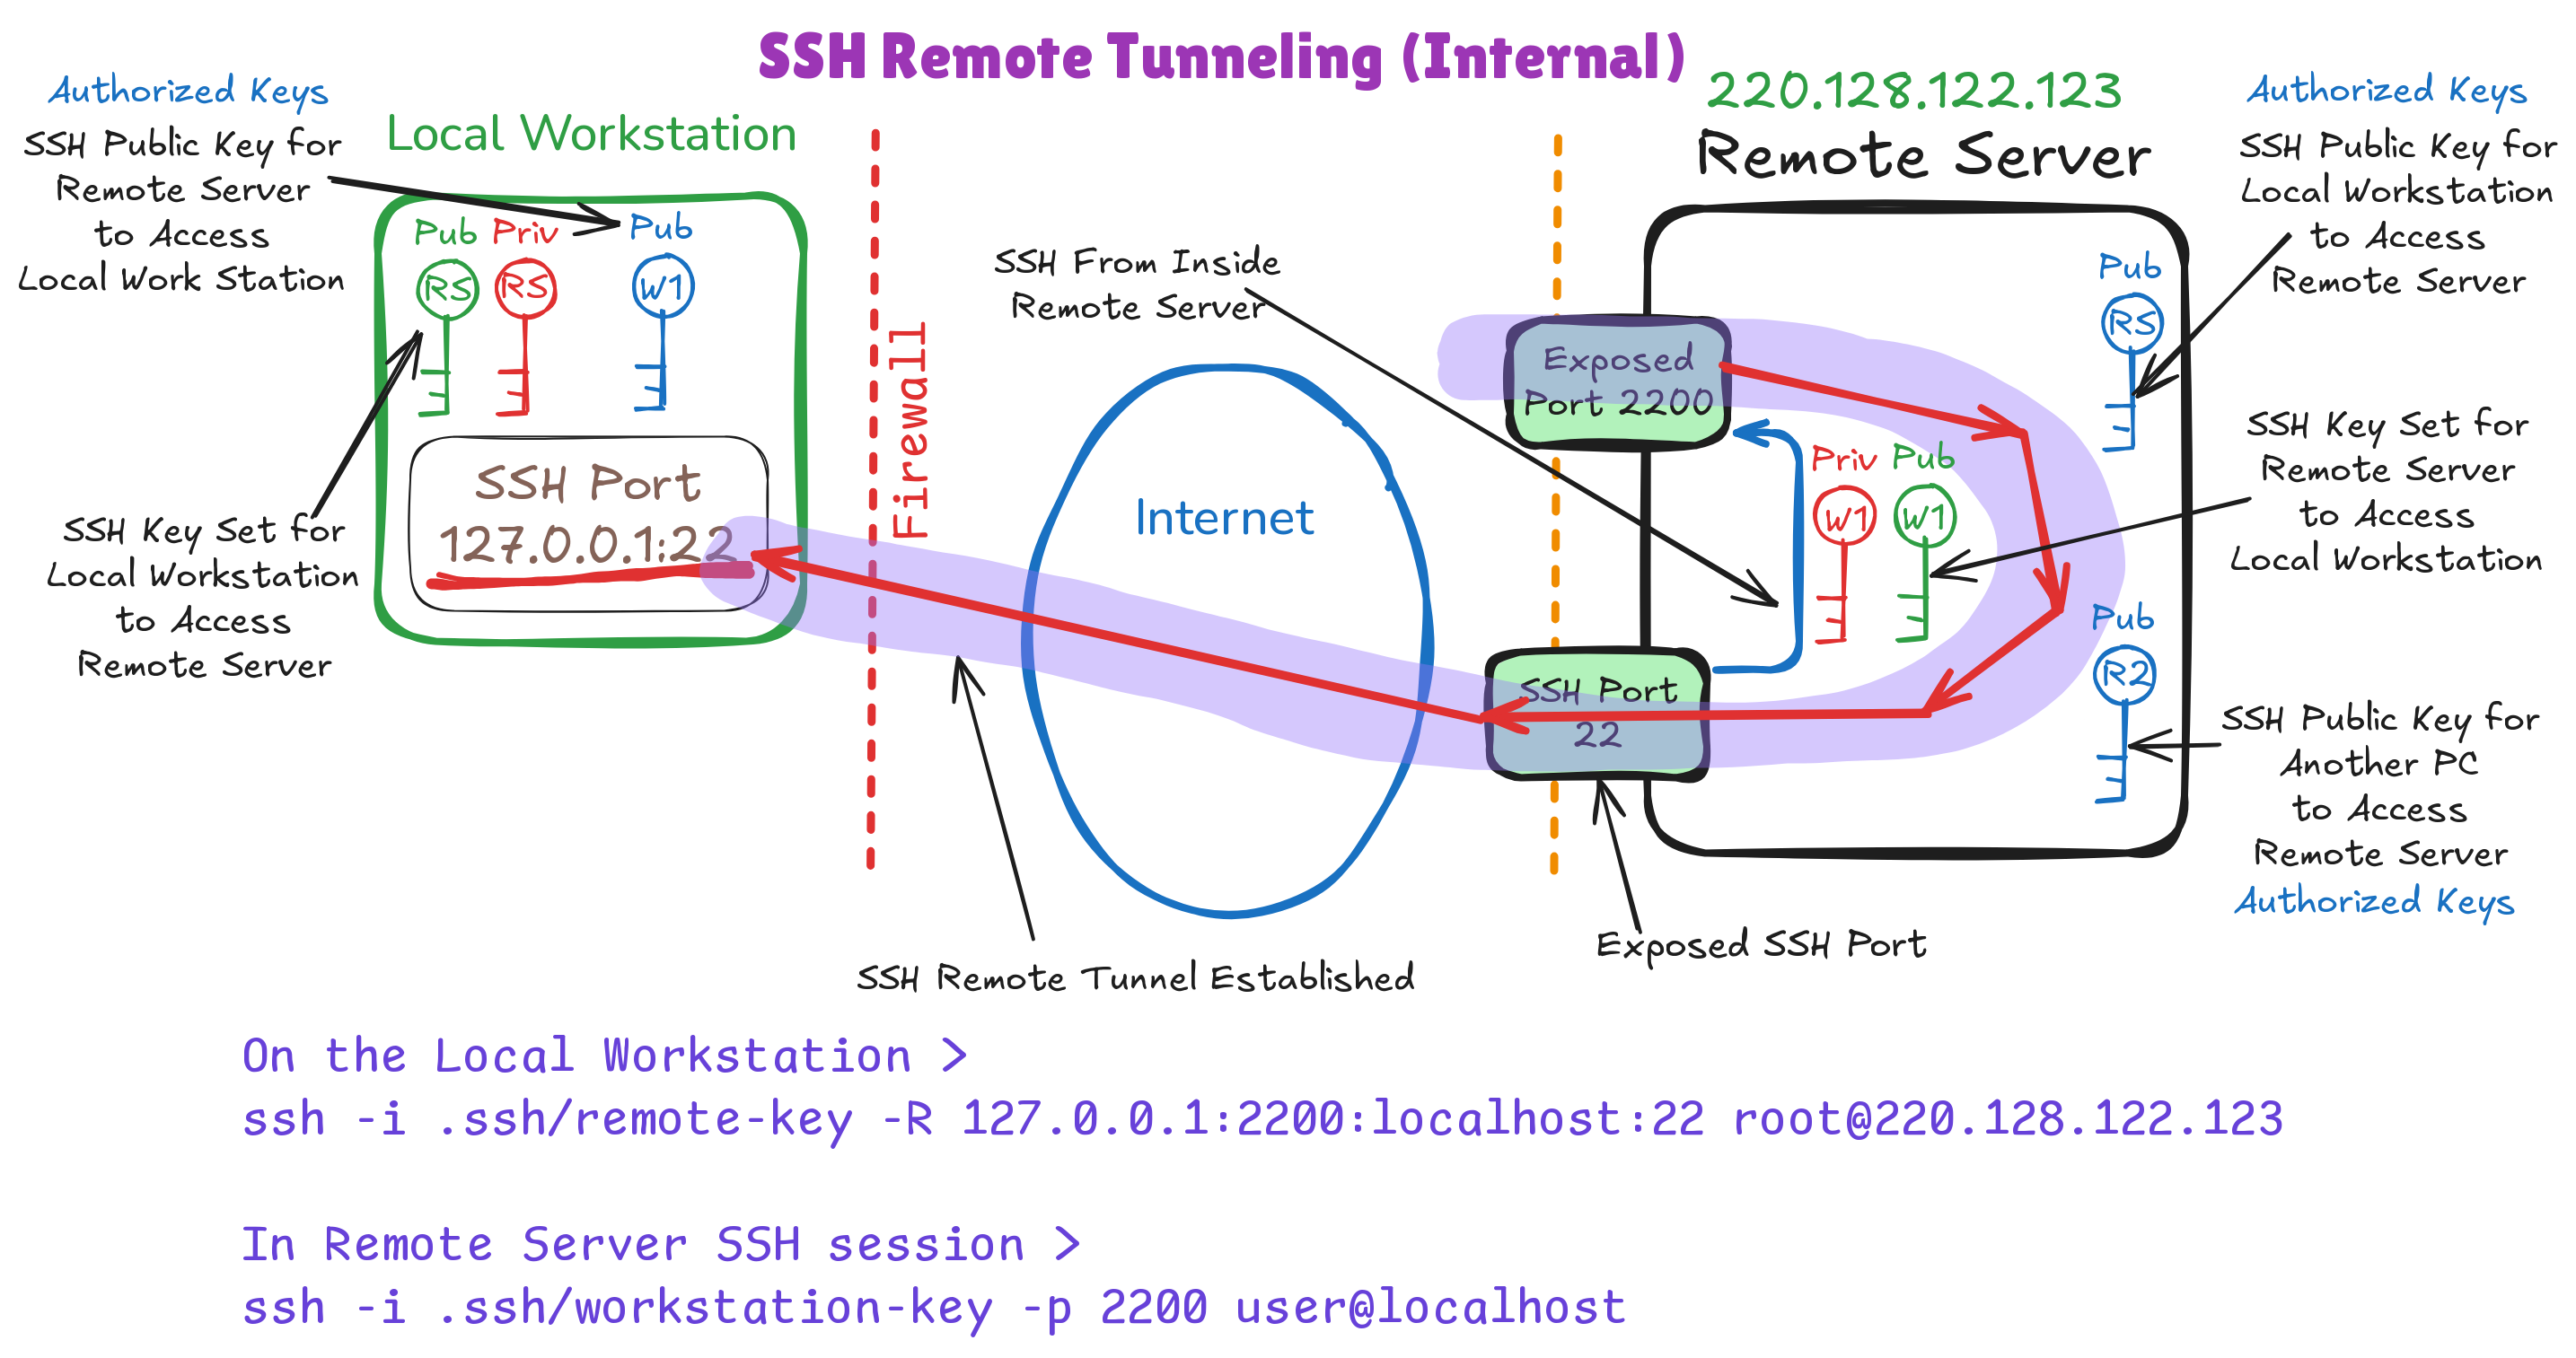 SSH Remote Tunneling (Internal)
Authorized Keys
SSH Public Key for
Remote Server
to Access
Local Work Station
Local Workstation
Pub
Priv
Pub
RS
RS
W1
SSH Port
127.0.0.1:22
SSH Key Set for
Local Workstation
to Access
Remote Server
Firewall
Internet
SSH From Inside
Remote Server
SSH Remote Tunnel Established
220.128.122.123
Remote Server
Exposed
Port 2200
Priv
Pub
W1
W1
SSH Port
22
Exposed SSH Port
Pub
RS
Pub
R2
Authorized Keys
SSH Public Key for
Local Workstation
to Access
Remote Server
SSH Key Set for
Remote Server
to Access
Local Workstation
SSH Public Key for
Another PC
to Access
Remote Server
Authorized Keys
On the Local Workstation >
ssh -i .ssh/remote-key -R 127.0.0.1:2200:localhost:22 root@220.128.122.123
In Remote Server SSH session >
ssh -i .ssh/workstation-key -p 2200 user@localhost